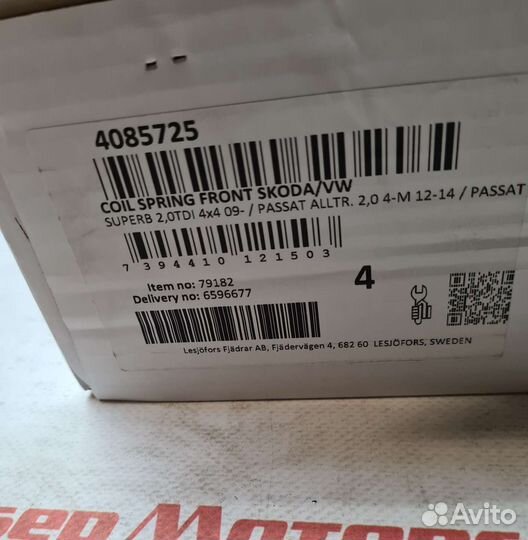 4085725
COIL SPRING FRONT SKODA/VW
SUPERB 2,0TDI 4x4 09- / PASSAT ALLTR. 2,0 4-M 12-14 / PASSAT
7 394410 121503
Item no: 79182
Delivery no: 6596677
4
Lesjöfors Fjädrar AB, Fjädervägen 4, 682 60 LESJÖFORS, SWEDEN
MOTORS
Avito